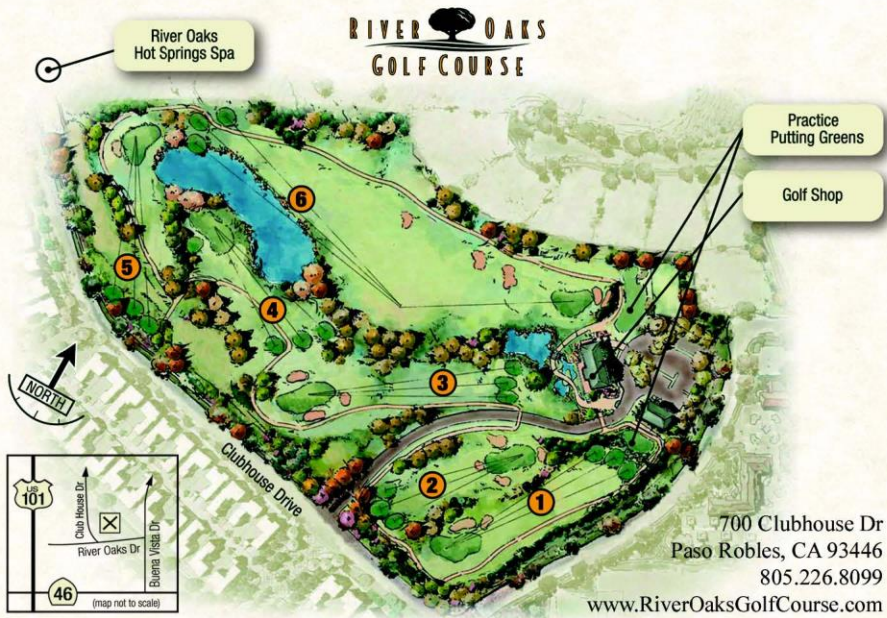 RIVER OAKS
GOLF COURSE
River Oaks
Hot Springs Spa
Practice
Putting Greens
Golf Shop
6
5
4
3
2
1
NORTH
Clubhouse Drive
US
101
Club House Dr
River Oaks Dr
Buena Vista Dr
46
(map not to scale)
700 Clubhouse Dr
Paso Robles, CA 93446
805.226.8099
www.RiverOaksGolfCourse.com